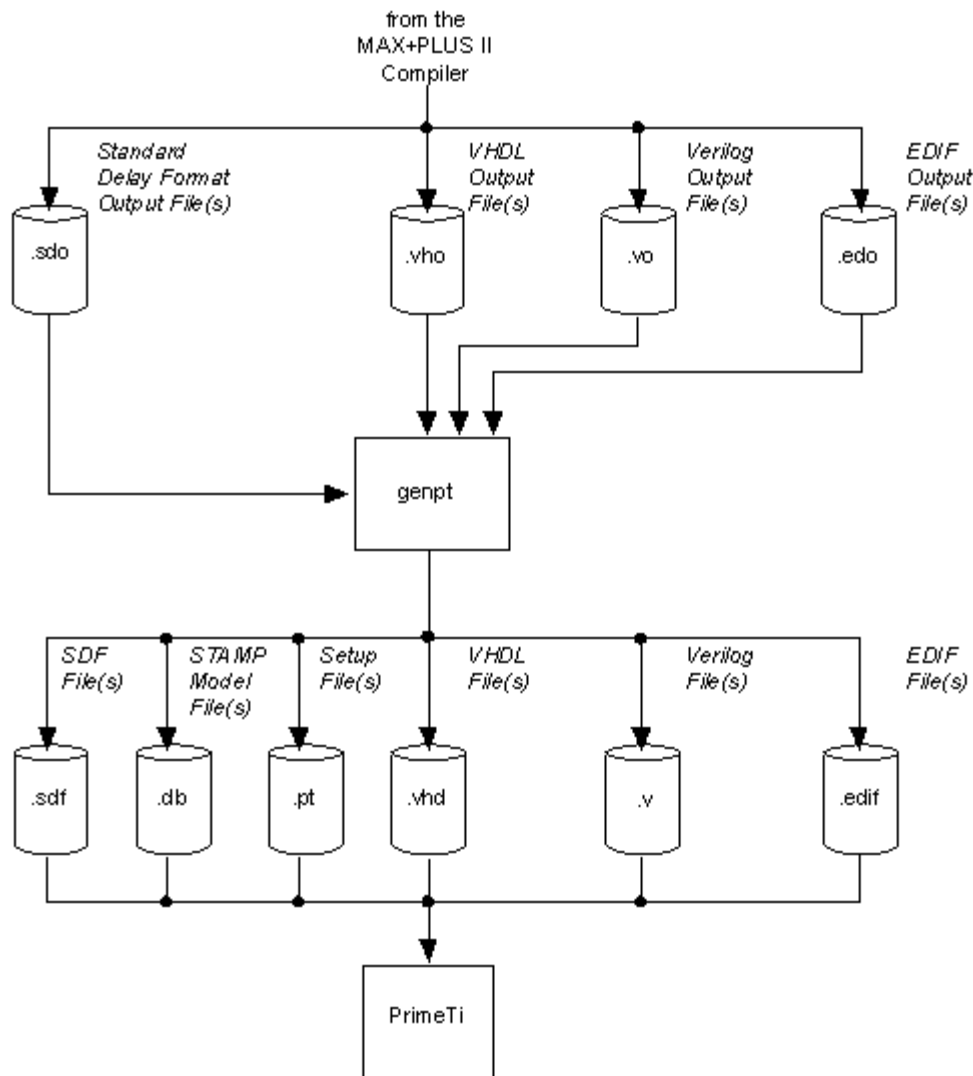 from the
MAX+PLUS II
Compiler
Standard
Delay Format
Output File(s)
VHDL
Output
File(s)
Verilog
Output
File(s)
EDIF
Output
File(s)
.sdo
.vho
.vo
.edo
genpt
SDF
File(s)
STAMP
Model
File(s)
Setup
File(s)
VHDL
File(s)
Verilog
File(s)
EDIF
File(s)
.sdf
.db
.pt
.vhd
.v
.edif
PrimeTi